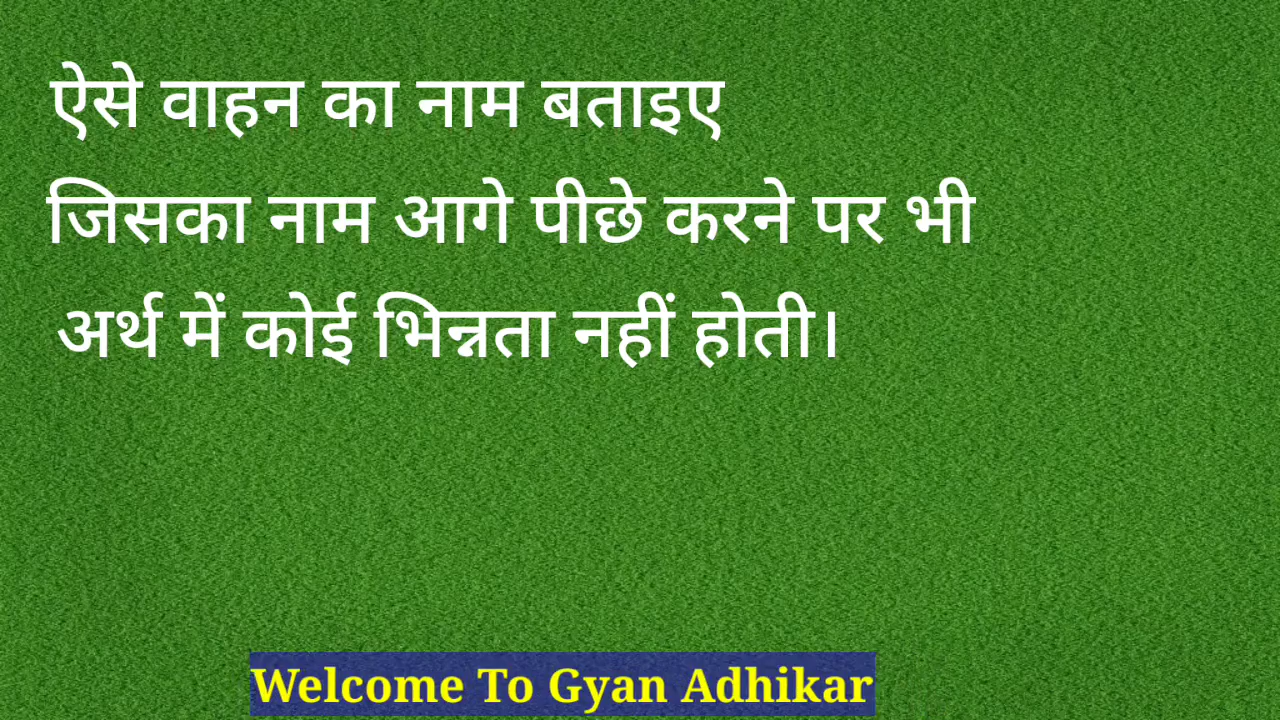 ऐसे वाहन का नाम बताइए
जिसका नाम आगे पीछे करने पर भी
अर्थ में कोई भिन्नता नहीं होती।
Welcome To Gyan Adhikar